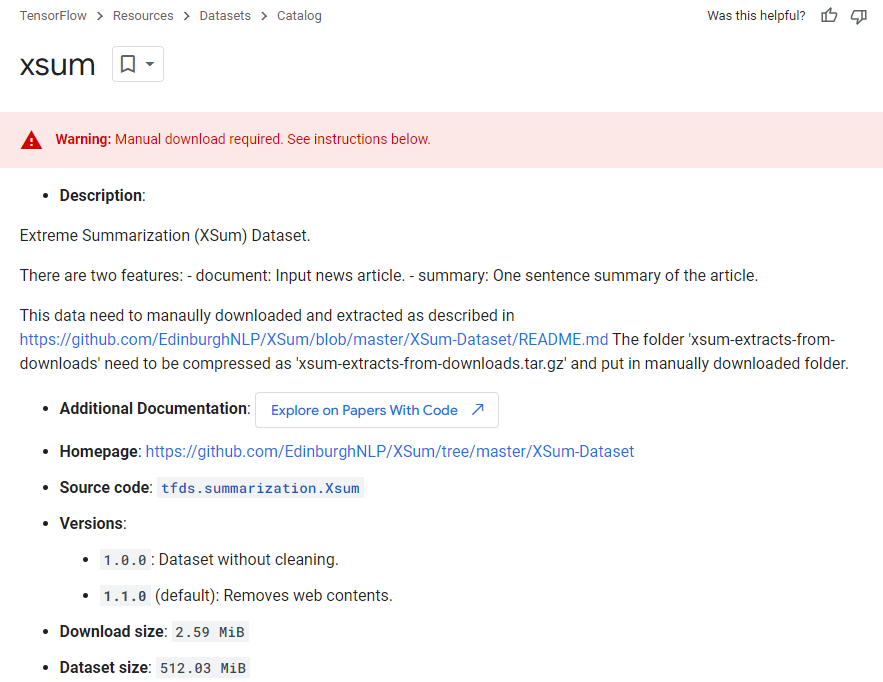 TensorFlow > Resources > Datasets > Catalog
Was this helpful?
xsum
Warning: Manual download required. See instructions below.
• Description:
Extreme Summarization (XSum) Dataset.
There are two features: - document: Input news article. - summary: One sentence summary of the article.
This data need to manaully downloaded and extracted as described in
https://github.com/EdinburghNLP/XSum/blob/master/XSum-Dataset/README.md The folder 'xsum-extracts-from-
downloads' need to be compressed as 'xsum-extracts-from-downloads.tar.gz' and put in manually downloaded folder.
• Additional Documentation: Explore on Papers With Code
• Homepage: https://github.com/EdinburghNLP/XSum/tree/master/XSum-Dataset
• Source code: tfds.summarization.Xsum
• Versions:
• 1.0.0: Dataset without cleaning.
• 1.1.0 (default): Removes web contents.
• Download size: 2.59 MiB
• Dataset size: 512.03 MiB